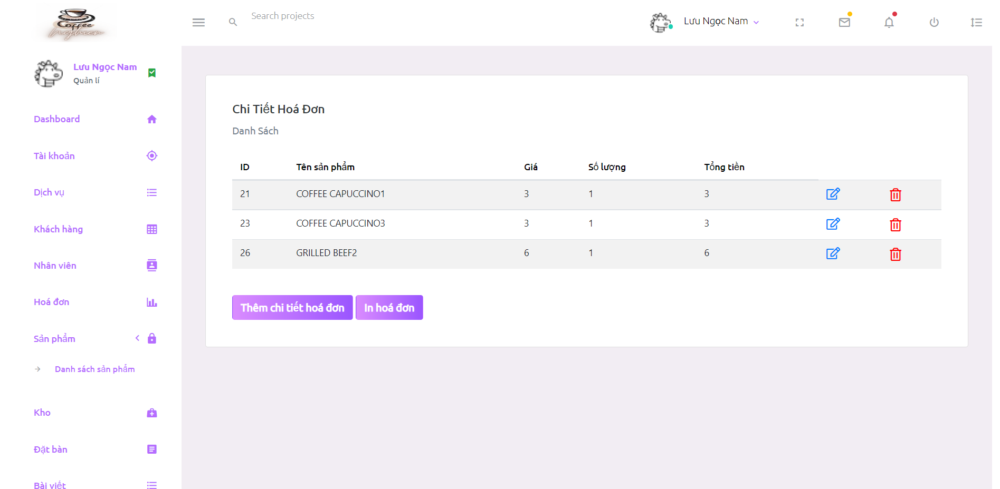 Coffee
Nghien
Search projects
Lưu Ngọc Nam
Lưu Ngọc Nam
Quản lí
Dashboard
Tài khoản
Dịch vụ
Khách hàng
Nhân viên
Hoá đơn
Sản phẩm
Danh sách sản phẩm
Kho
Đặt bàn
Bài viết
Chi Tiết Hoá Đơn
Danh Sách
ID Tên sản phẩm Giá Số lượng Tổng tiền
21 COFFEE CAPUCCINO1 3 1 3
23 COFFEE CAPUCCINO3 3 1 3
26 GRILLED BEEF2 6 1 6
Thêm chi tiết hoá đơn In hoá đơn